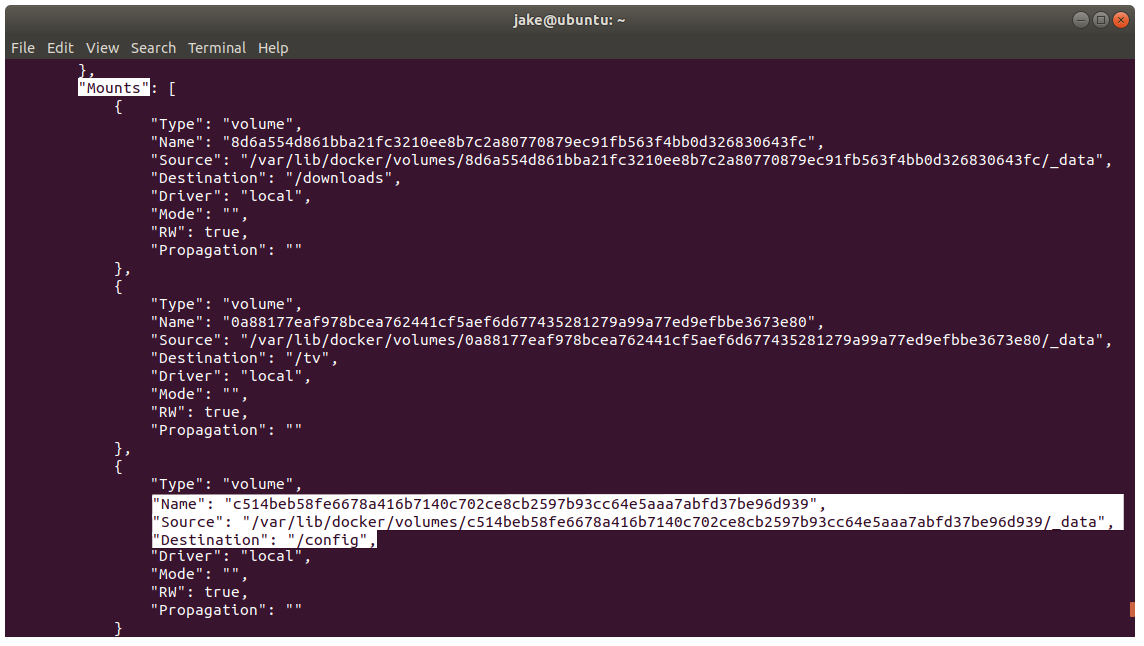 jake@ubuntu: ~
File Edit View Search Terminal Help
},
"Mounts": [
{
"Type": "volume",
"Name": "8d6a554d861bba21fc3210ee8b7c2a80770879ec91fb563f4bb0d326830643fc",
"Source": "/var/lib/docker/volumes/8d6a554d861bba21fc3210ee8b7c2a80770879ec91fb563f4bb0d326830643fc/_data",
"Destination": "/downloads",
"Driver": "local",
"Mode": "",
"RW": true,
"Propagation": ""
},
{
"Type": "volume",
"Name": "0a88177eaf978bcea762441cf5aef6d677435281279a99a77ed9efbbe3673e80",
"Source": "/var/lib/docker/volumes/0a88177eaf978bcea762441cf5aef6d677435281279a99a77ed9efbbe3673e80/_data",
"Destination": "/tv",
"Driver": "local",
"Mode": "",
"RW": true,
"Propagation": ""
},
{
"Type": "volume",
"Name": "c514beb58fe6678a416b7140c702ce8cb2597b93cc64e5aaa7abfd37be96d939",
"Source": "/var/lib/docker/volumes/c514beb58fe6678a416b7140c702ce8cb2597b93cc64e5aaa7abfd37be96d939/_data",
"Destination": "/config",
"Driver": "local",
"Mode": "",
"RW": true,
"Propagation": ""
}